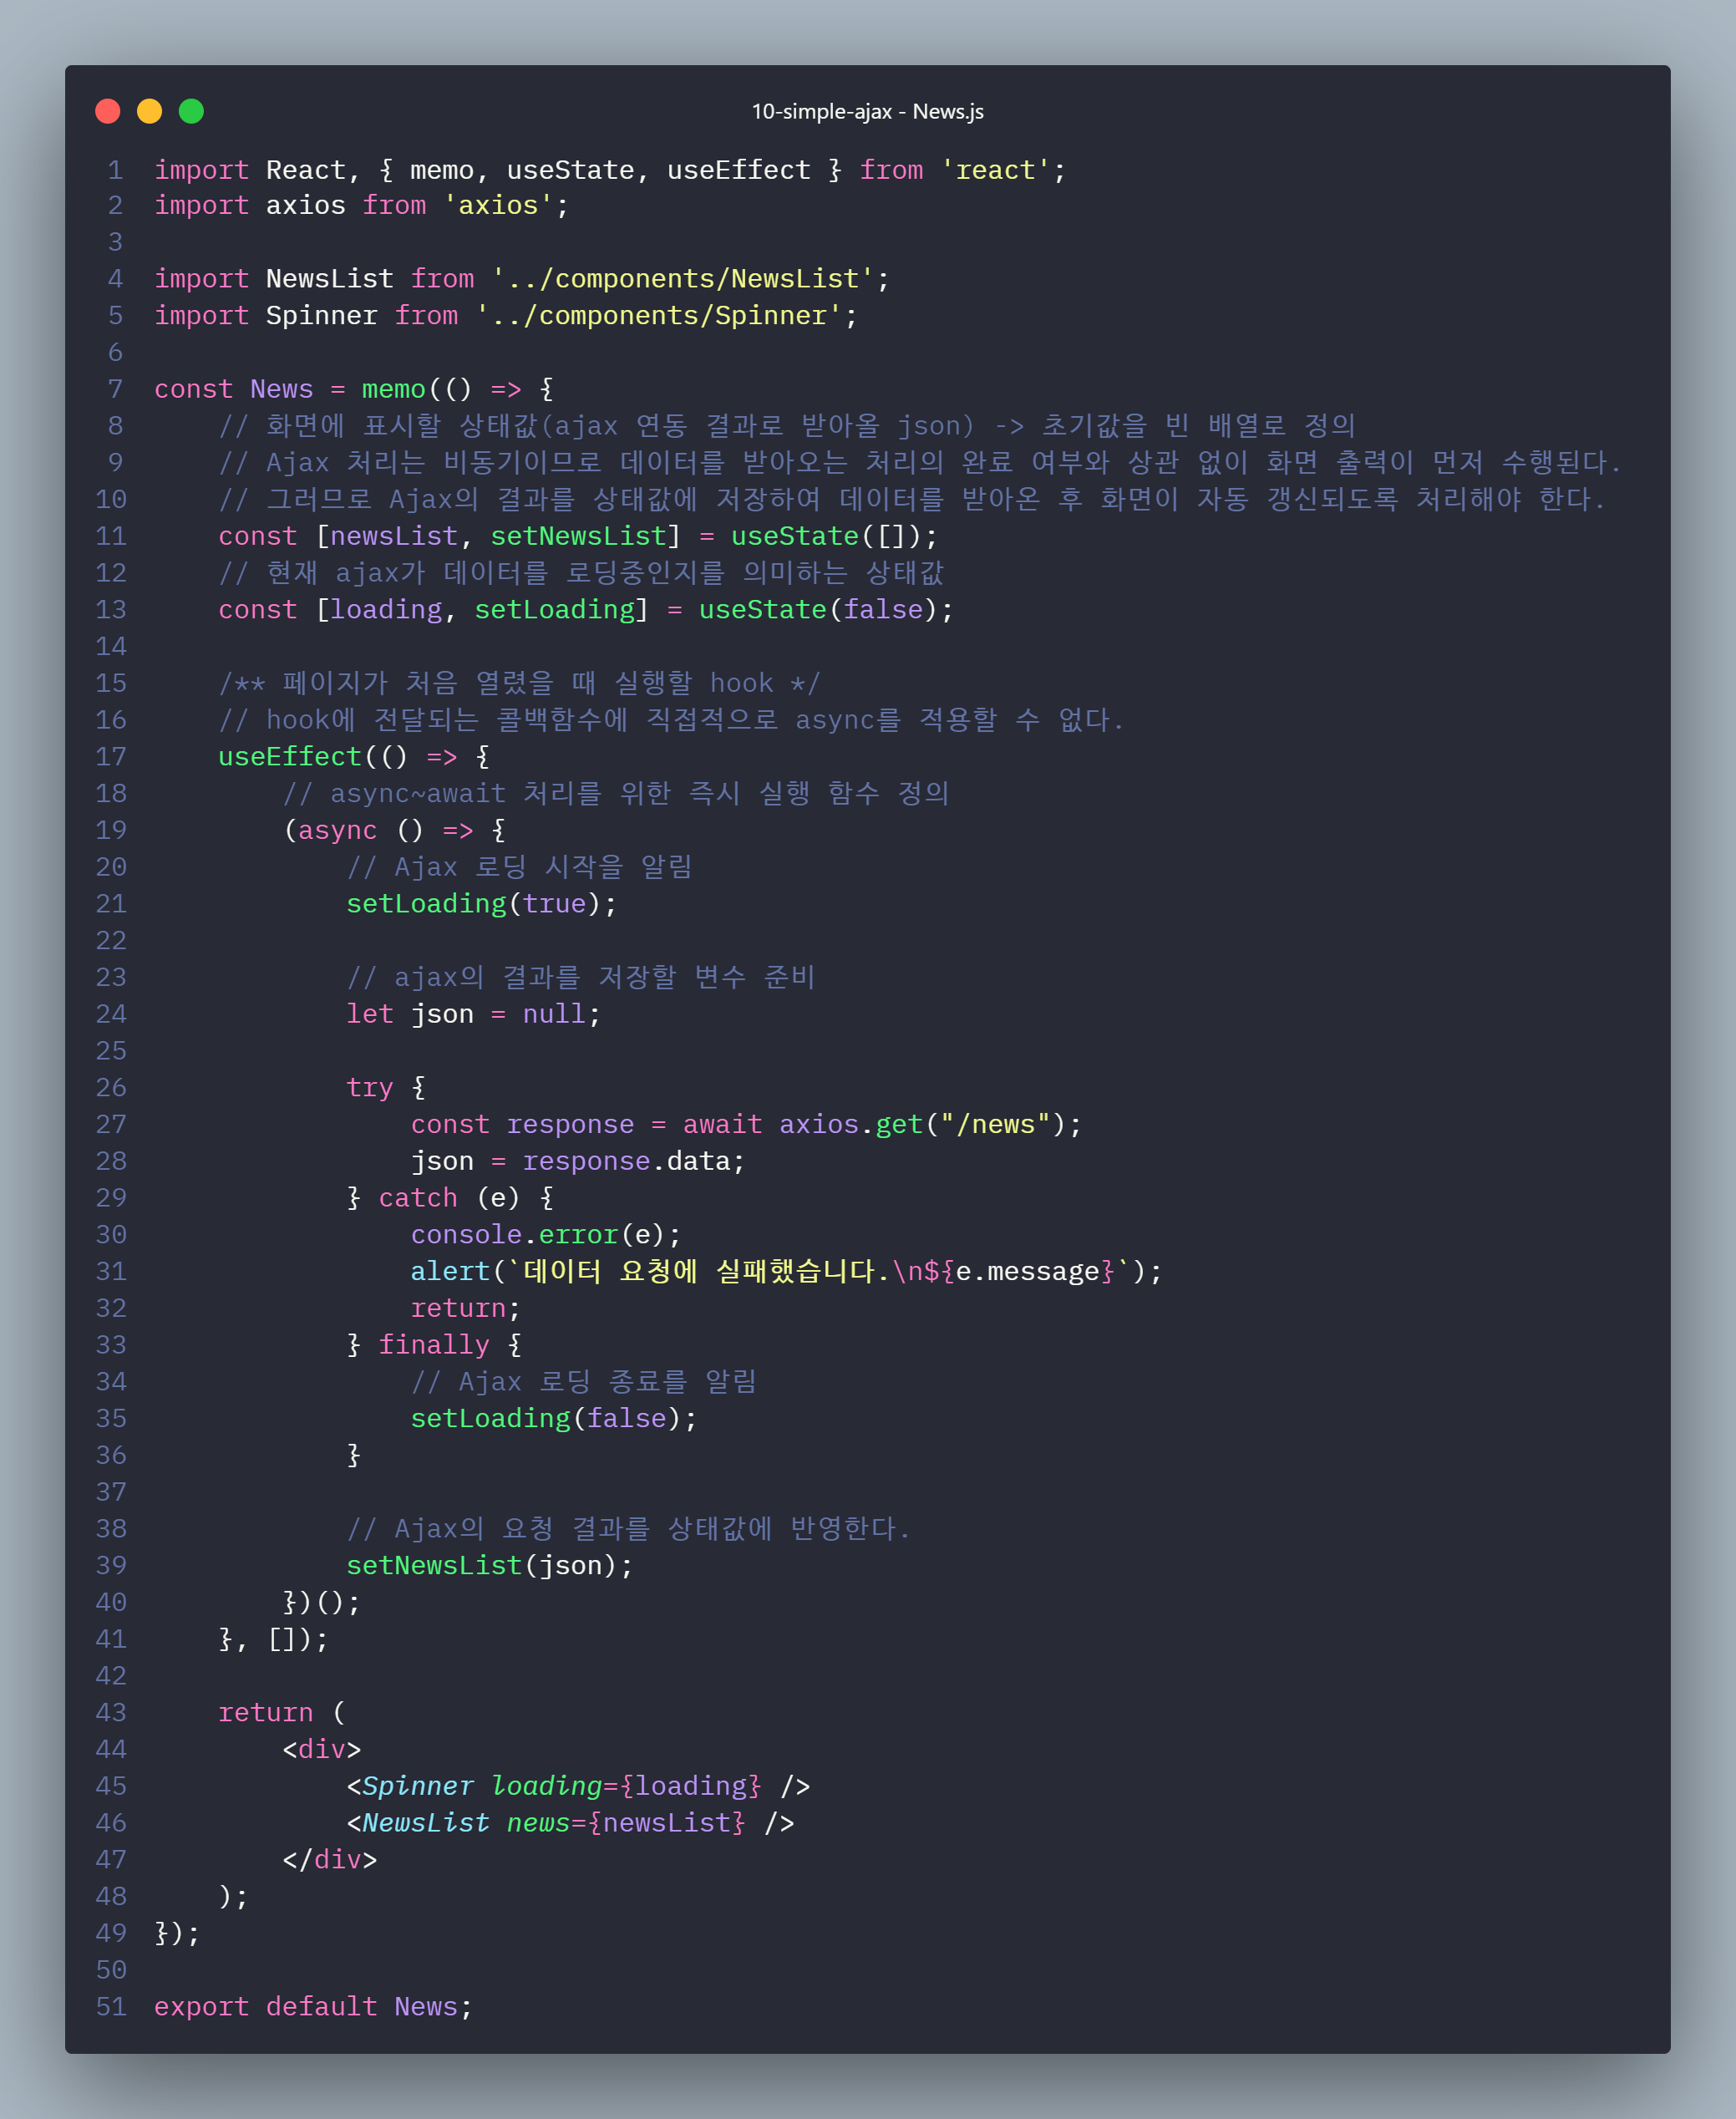 10-simple-ajax - News.js
1 import React, { memo, useState, useEffect } from 'react';
2 import axios from 'axios';
3
4 import NewsList from '../components/NewsList';
5 import Spinner from '../components/Spinner';
6
7 const News = memo(() => {
8     // 화면에 표시할 상태값(ajax 연동 결과로 받아올 json) -> 초기값을 빈 배열로 정의
9     // Ajax 처리는 비동기이므로 데이터를 받아오는 처리의 완료 여부와 상관 없이 화면 출력이 먼저 수행된다.
10     // 그러므로 Ajax의 결과를 상태값에 저장하여 데이터를 받아온 후 화면이 자동 갱신되도록 처리해야 한다.
11     const [newsList, setNewsList] = useState([]);
12     // 현재 ajax가 데이터를 로딩중인지를 의미하는 상태값
13     const [loading, setLoading] = useState(false);
14
15     /** 페이지가 처음 열렸을 때 실행할 hook */
16     // hook에 전달되는 콜백함수에 직접적으로 async를 적용할 수 없다.
17     useEffect(() => {
18         // async~await 처리를 위한 즉시 실행 함수 정의
19         (async () => {
20             // Ajax 로딩 시작을 알림
21             setLoading(true);
22
23             // ajax의 결과를 저장할 변수 준비
24             let json = null;
25
26             try {
27                 const response = await axios.get("/news");
28                 json = response.data;
29             } catch (e) {
30                 console.error(e);
31                 alert(`데이터 요청에 실패했습니다.\n${e.message}`);
32                 return;
33             } finally {
34                 // Ajax 로딩 종료를 알림
35                 setLoading(false);
36             }
37
38             // Ajax의 요청 결과를 상태값에 반영한다.
39             setNewsList(json);
40         })();
41     }, []);
42
43     return (
44         <div>
45             <Spinner loading={loading} />
46             <NewsList news={newsList} />
47         </div>
48     );
49 });
50
51 export default News;